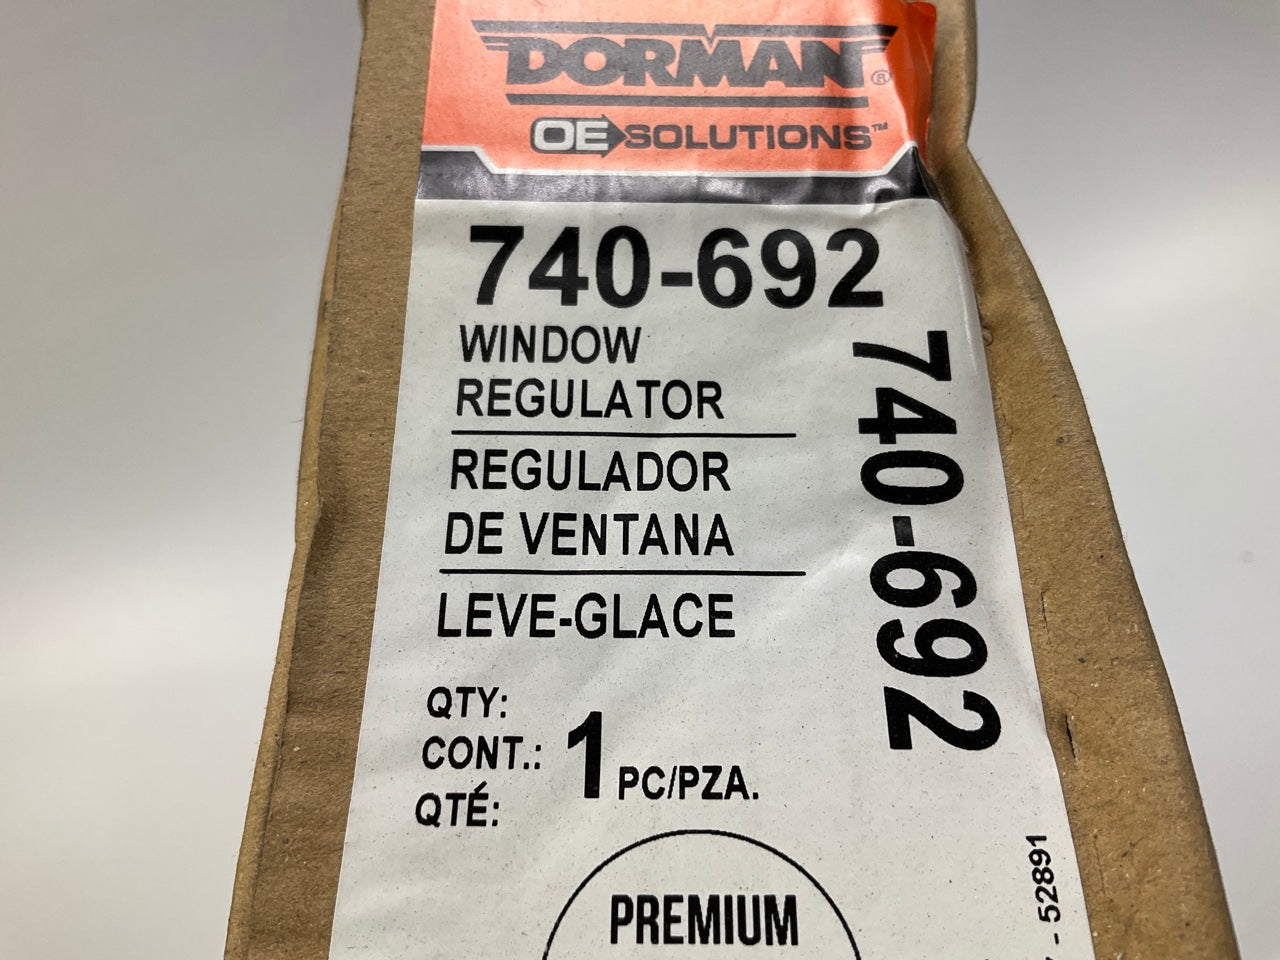 DORMAN®
OE SOLUTIONS™
740-692
WINDOW
REGULATOR
REGULADOR
DE VENTANA
LEVE-GLACE
QTY:
CONT.: 1 PC/PZA.
QTÉ:
740-692
PREMIUM
- 52891